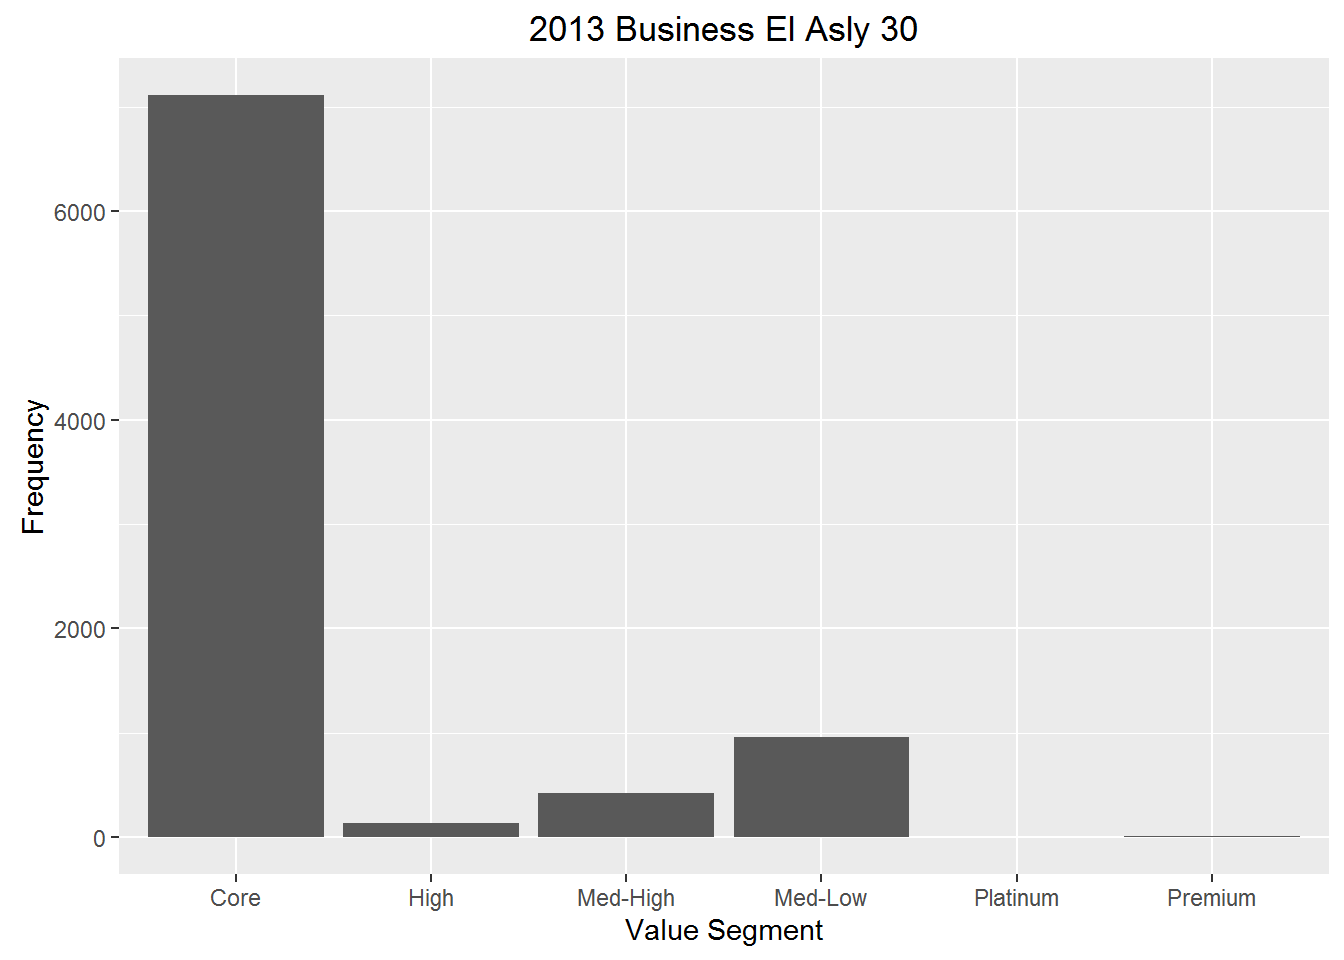 2013 Business El Asly 30
Frequency
6000
4000
2000
0
Core High Med-High Med-Low Platinum Premium
Value Segment